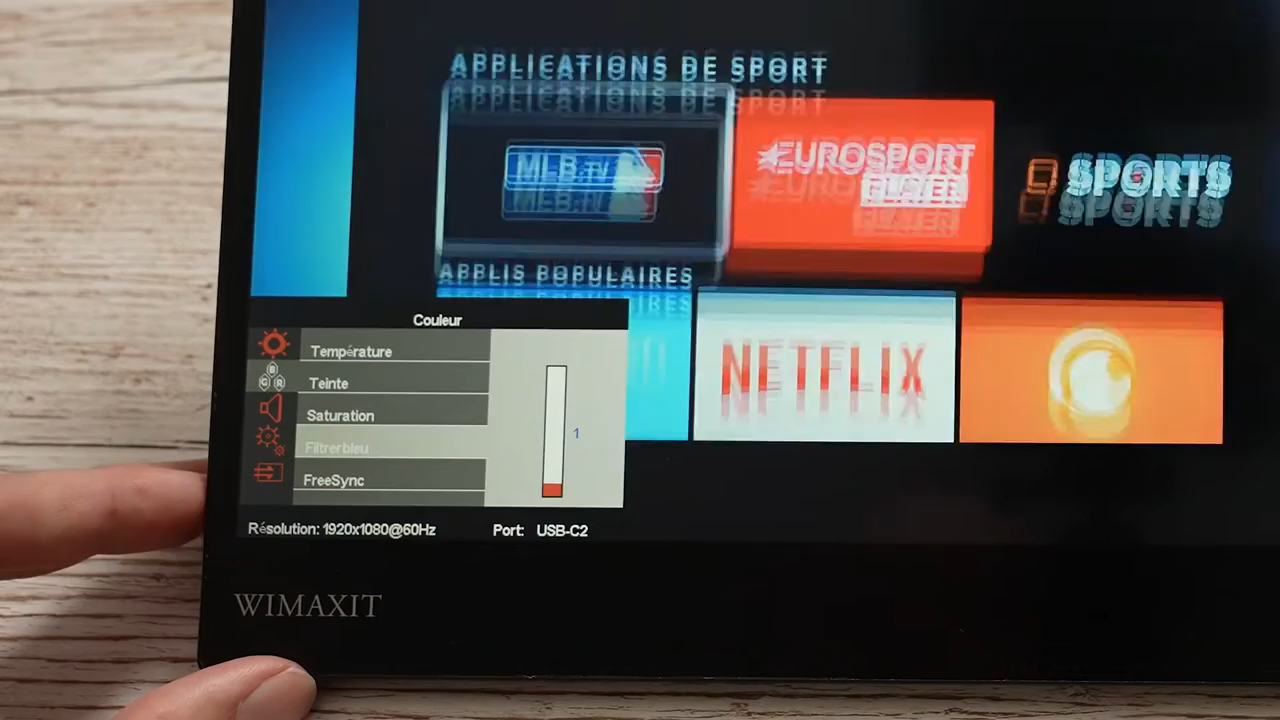 APPLICATIONS DE SPORT
MLB.TV
EUROSPORT
PLAYER
SPORTS
APPLIS POPULAIRES
NETFLIX
Couleur
Température
Teinte
Saturation
Filtrerbleu
FreeSync
B
G R
1
Résolution: 1920x1080@60Hz Port: USB-C2
WIMAXIT